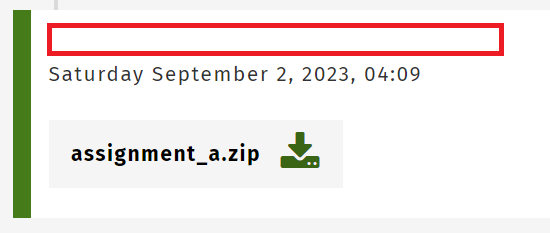 Saturday September 2, 2023, 04:09
assignment_a.zip